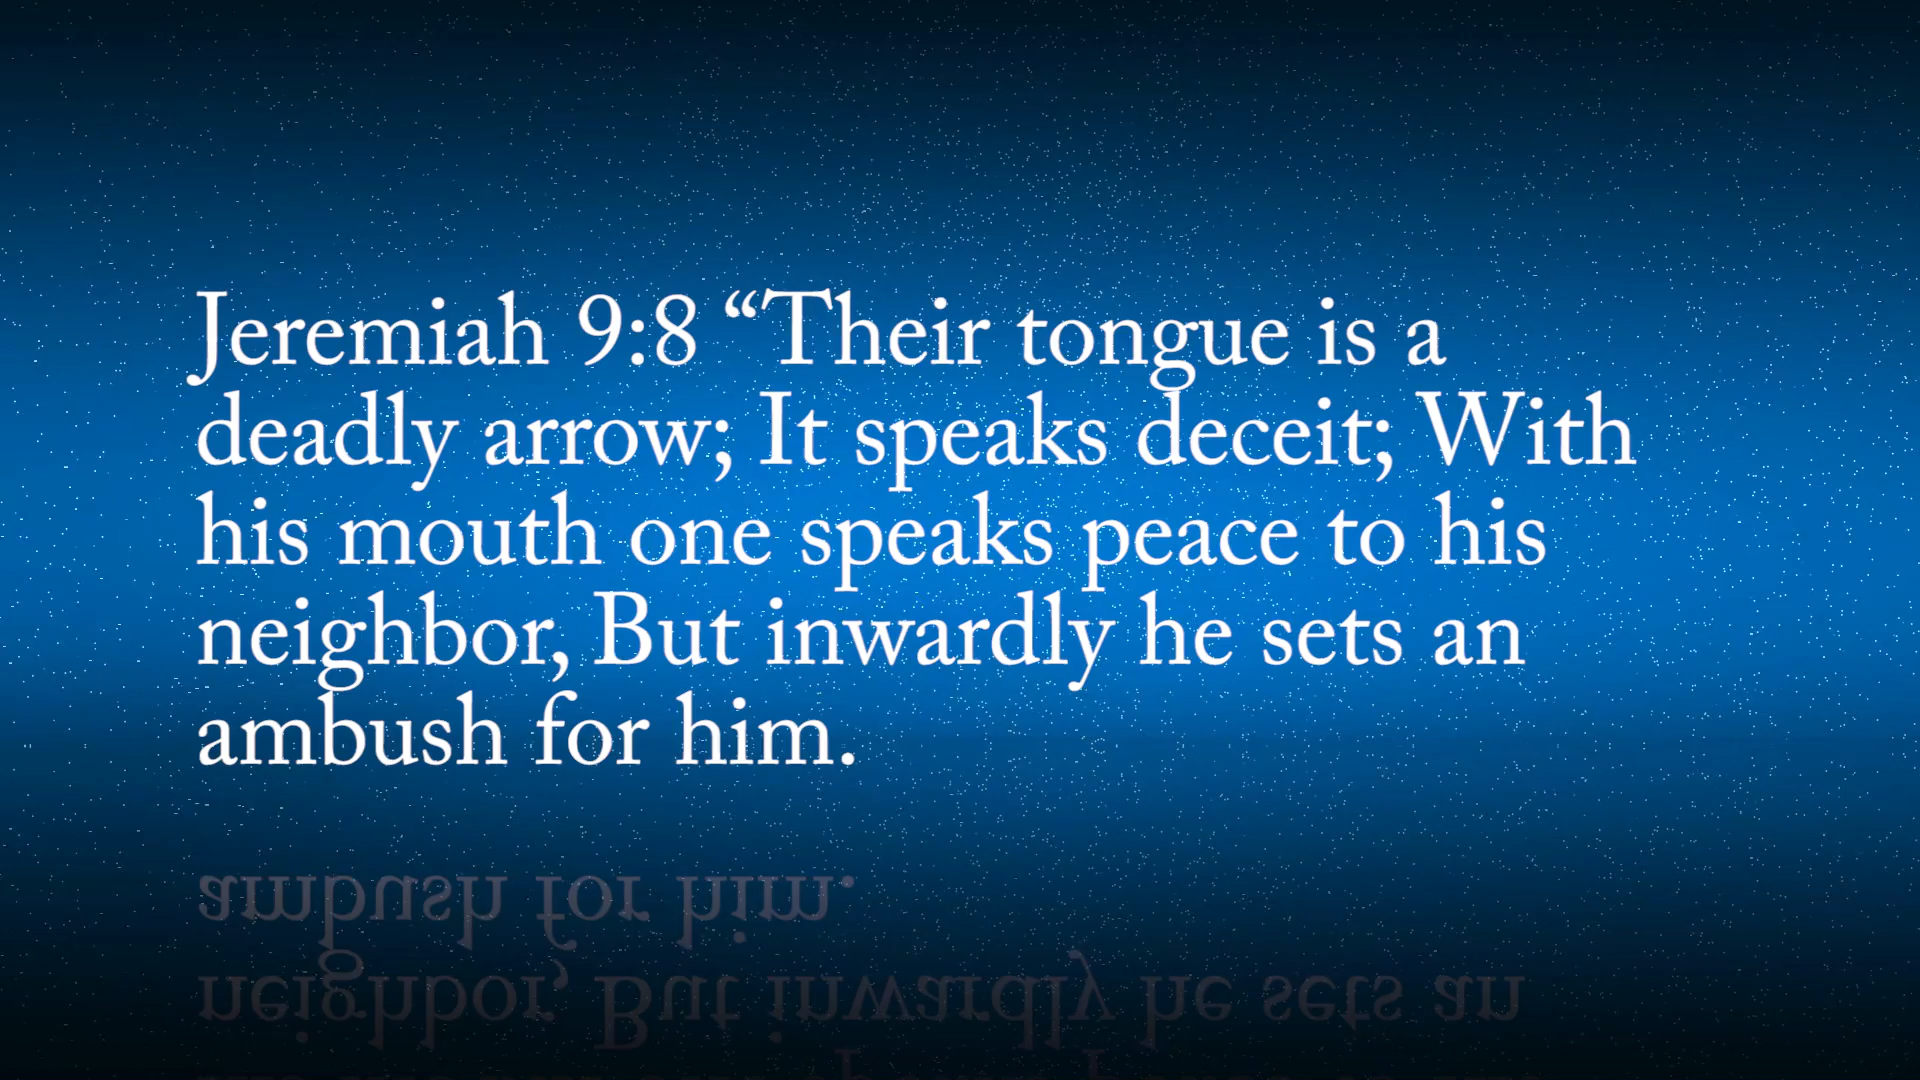 Jeremiah 9:8 “Their tongue is a
deadly arrow; It speaks deceit; With
his mouth one speaks peace to his
neighbor, But inwardly he sets an
ambush for him.